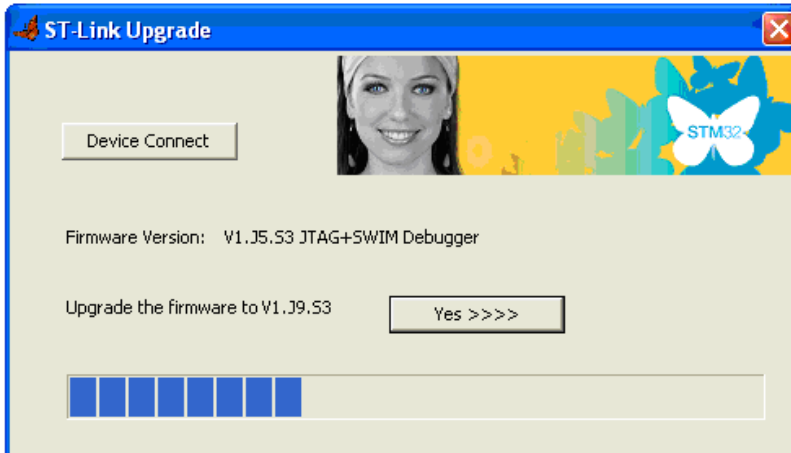 ST-Link Upgrade
Device Connect
STM32
Firmware Version: V1.J5.S3 JTAG+SWIM Debugger
Upgrade the firmware to V1.J9.S3
Yes >>>>